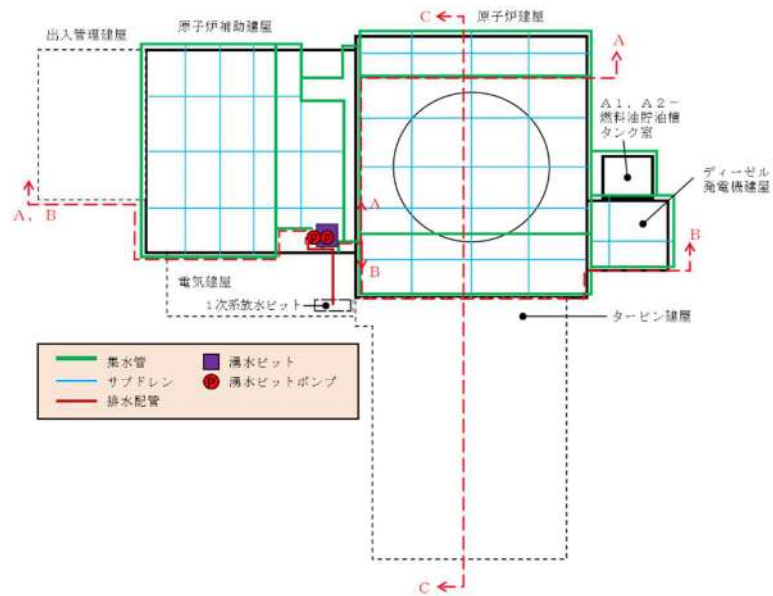 C
原子炉補助建屋
原子炉建屋
出入管理建屋
A
A1，A2－
燃料油貯油槽
タンク室
ディーゼル
発電機建屋
A，B
A
B
P P
B
電気建屋
1次系放水ピット
タービン建屋
集水管
湧水ピット
サブドレン
P 湧水ピットポンプ
排水配管
C